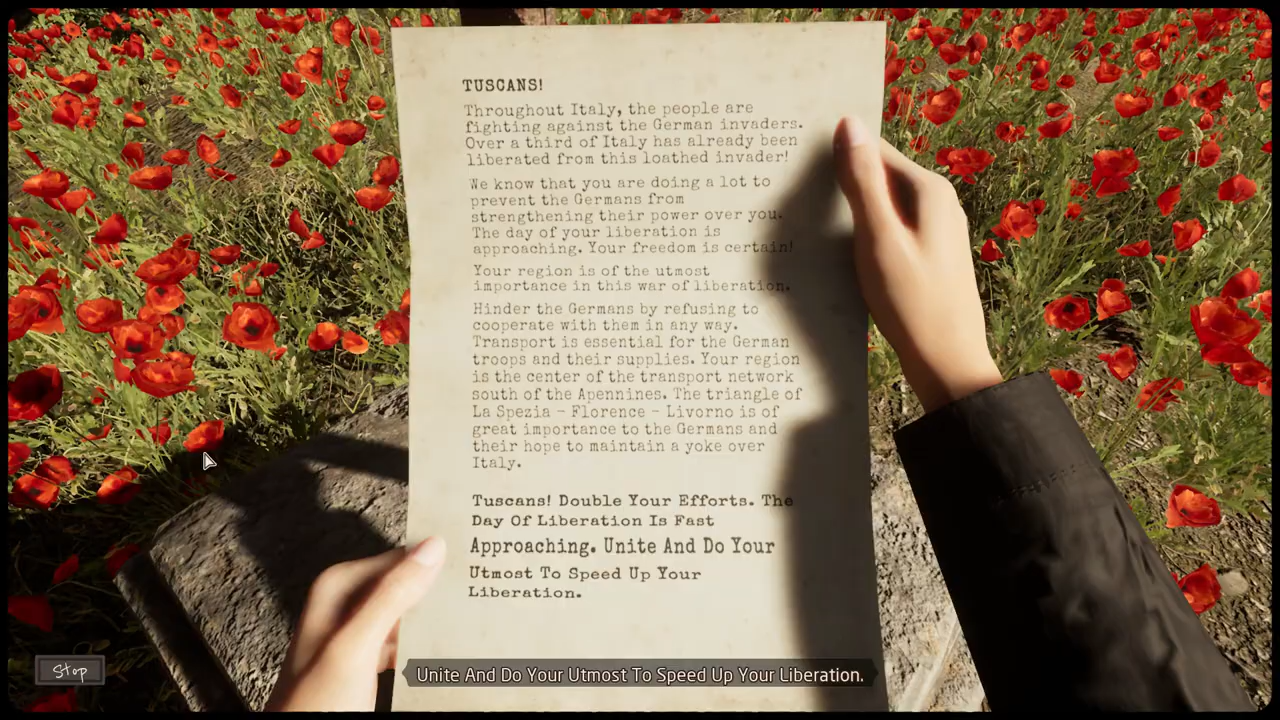 TUSCANS!
Throughout Italy, the people are
fighting against the German invaders.
Over a third of Italy has already been
liberated from this loathed invader!
We know that you are doing a lot to
prevent the Germans from
strengthening their power over you.
The day of your liberation is
approaching. Your freedom is certain!
Your region is of the utmost
importance in this war of liberation.
Hinder the Germans by refusing to
cooperate with them in any way.
Transport is essential for the German
troops and their supplies. Your region
is the center of the transport network
south of the Apennines. The triangle of
La Spezia - Florence - Livorno is of
great importance to the Germans and
their hope to maintain a yoke over
Italy.
Tuscans! Double Your Efforts. The
Day Of Liberation Is Fast
Approaching. Unite And Do Your
Utmost To Speed Up Your
Liberation.
Stop
Unite And Do Your Utmost To Speed Up Your Liberation.